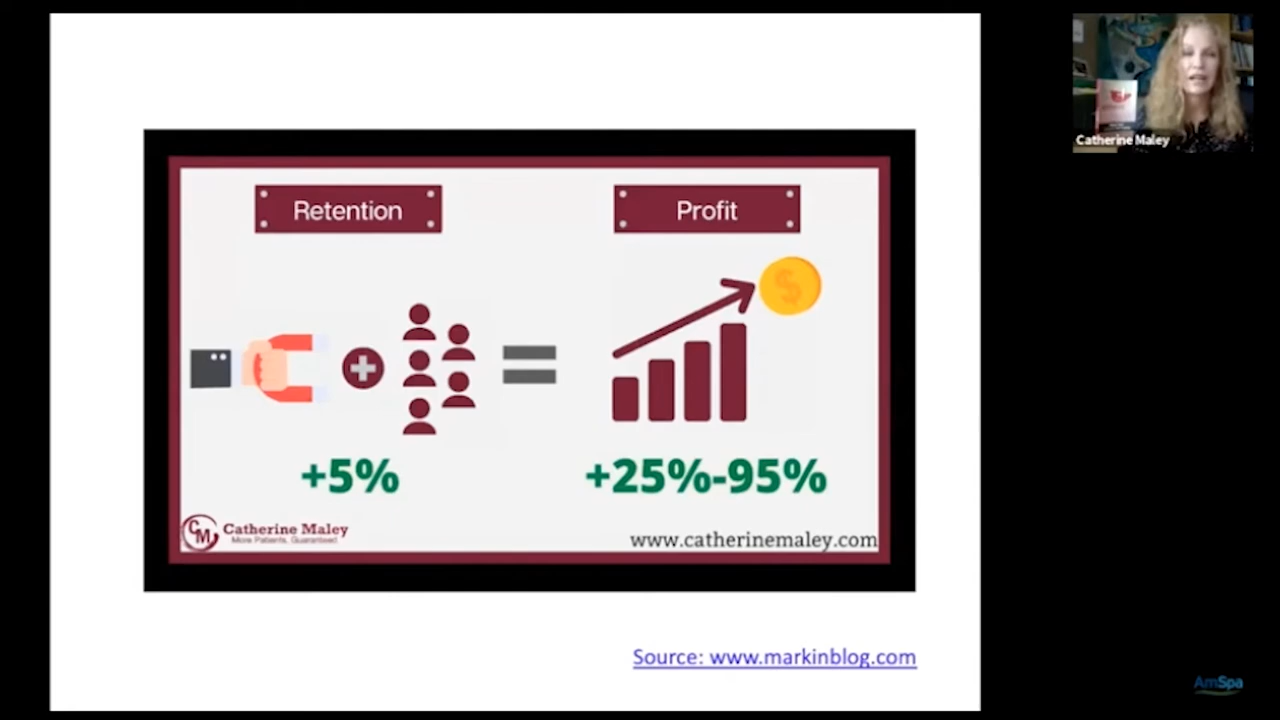 Retention
Profit
$
+5%
+25%-95%
CM
Catherine Maley
More Patients, Guaranteed
www.catherinemaley.com
Source: www.markinblog.com
Catherine Maley
AmSpa